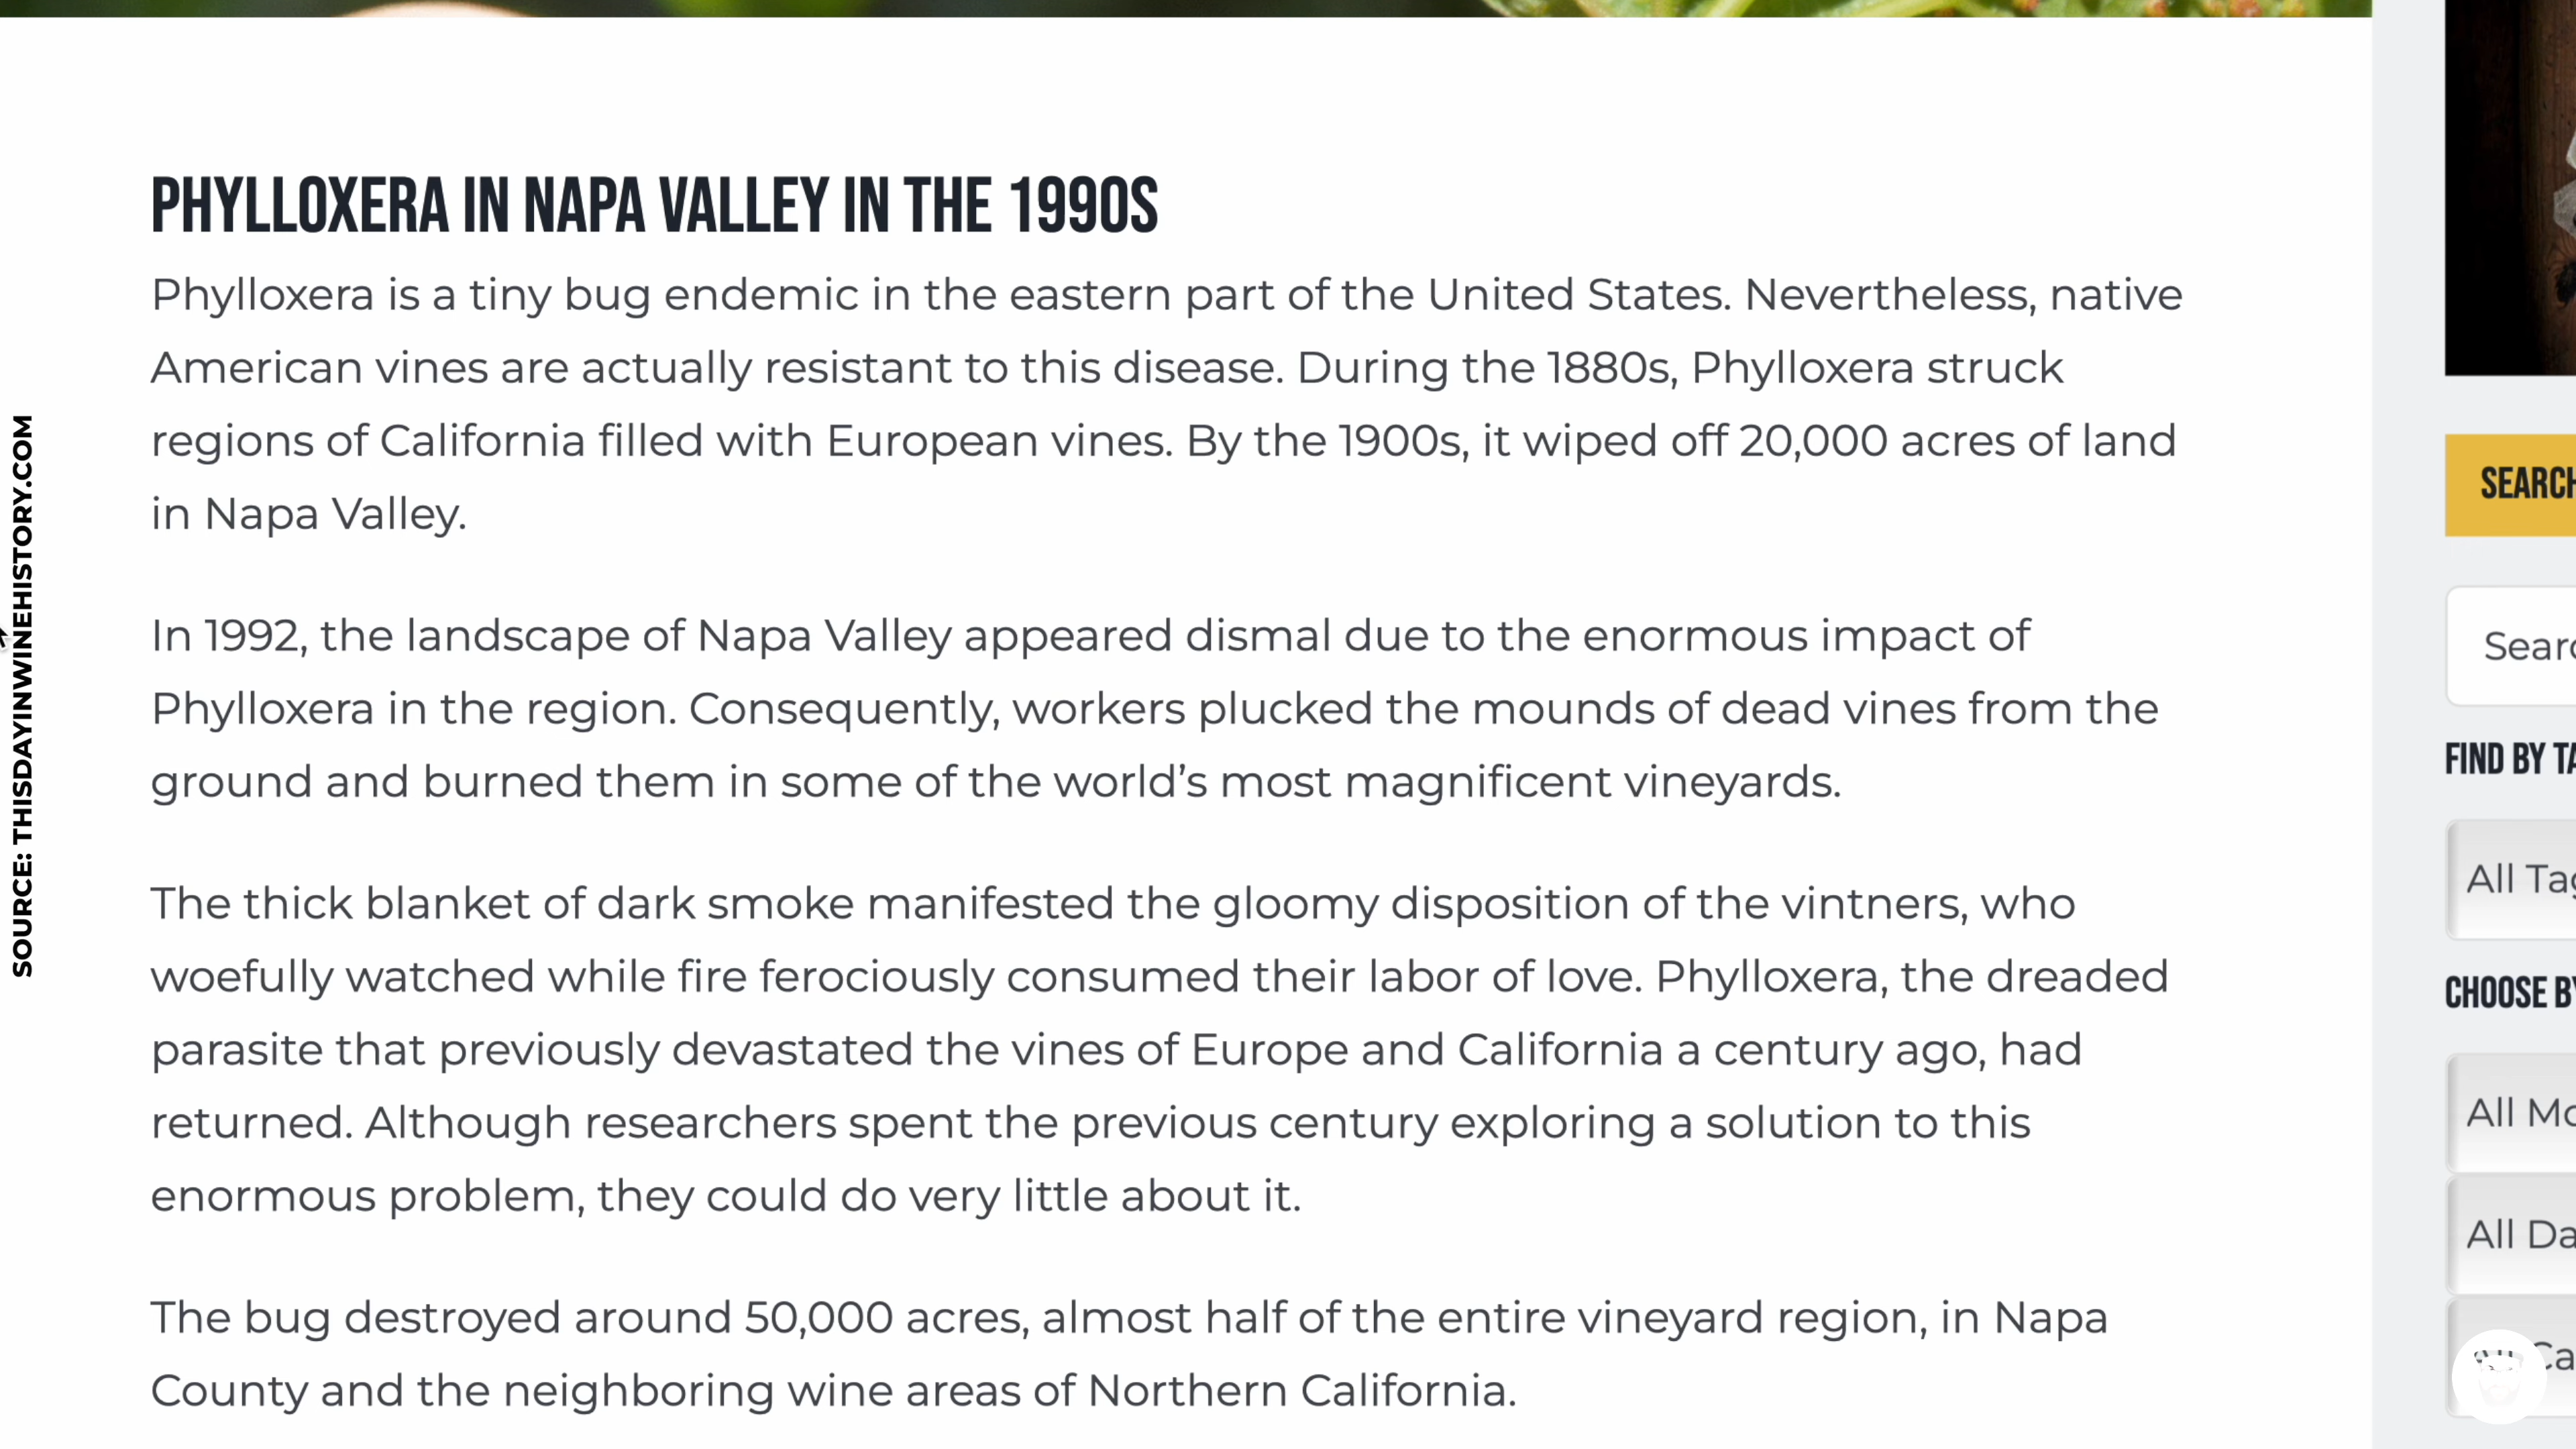 PHYLLOXERA IN NAPA VALLEY IN THE 1990S
Phylloxera is a tiny bug endemic in the eastern part of the United States. Nevertheless, native
American vines are actually resistant to this disease. During the 1880s, Phylloxera struck
regions of California filled with European vines. By the 1900s, it wiped off 20,000 acres of land
in Napa Valley.
In 1992, the landscape of Napa Valley appeared dismal due to the enormous impact of
Phylloxera in the region. Consequently, workers plucked the mounds of dead vines from the
ground and burned them in some of the world’s most magnificent vineyards.
The thick blanket of dark smoke manifested the gloomy disposition of the vintners, who
woefully watched while fire ferociously consumed their labor of love. Phylloxera, the dreaded
parasite that previously devastated the vines of Europe and California a century ago, had
returned. Although researchers spent the previous century exploring a solution to this
enormous problem, they could do very little about it.
The bug destroyed around 50,000 acres, almost half of the entire vineyard region, in Napa
County and the neighboring wine areas of Northern California.
SOURCE: THISDAYINWINEHISTORY.COM
SEARCH
FIND BY
All
CHOOSE
All
All